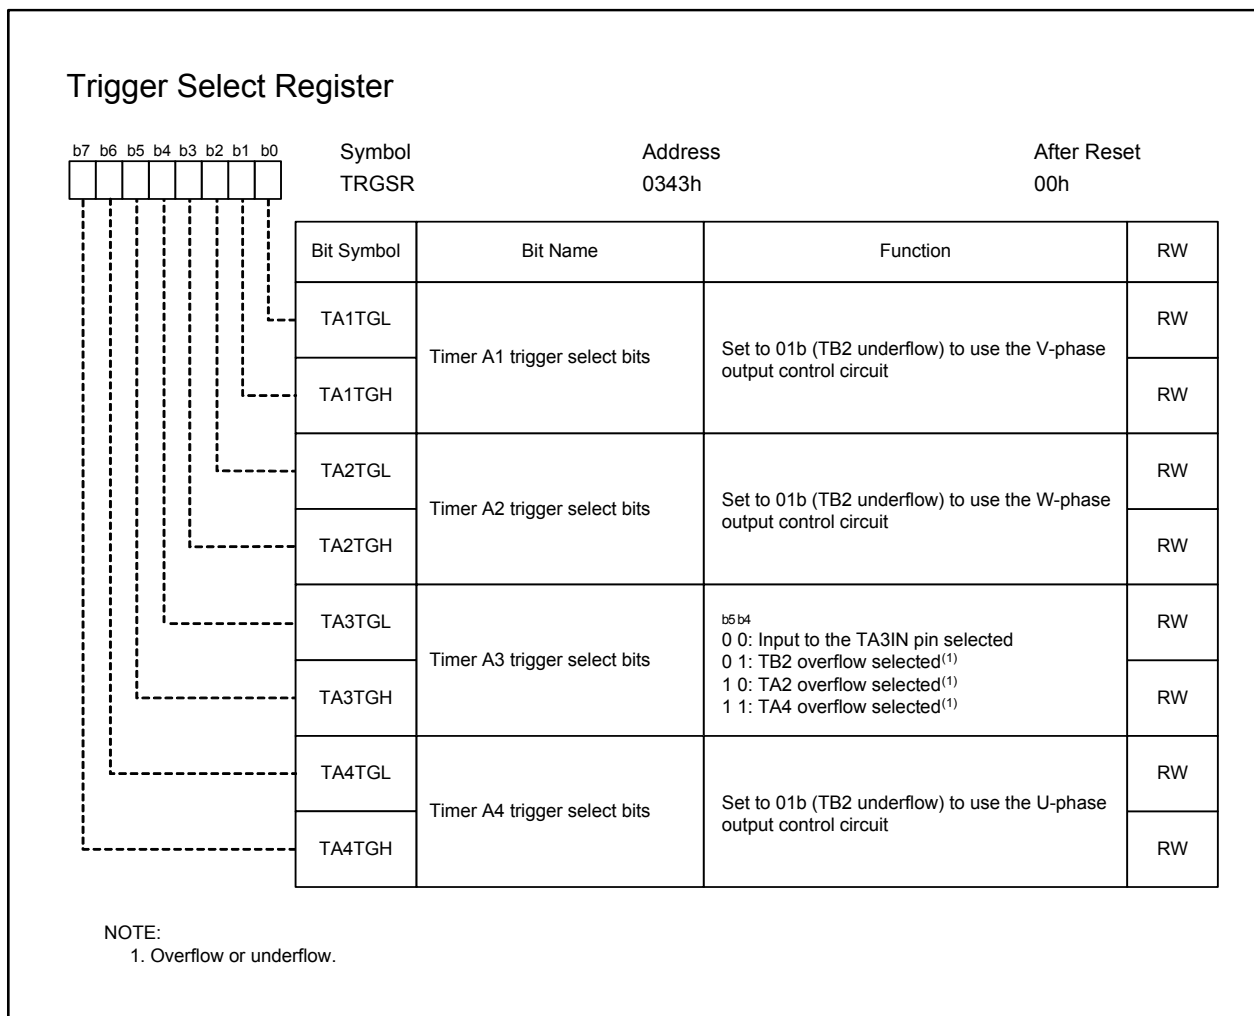 Trigger Select Register
b7 b6 b5 b4 b3 b2 b1 b0
Symbol Address After Reset
TRGSR 0343h 00h
Bit Symbol Bit Name Function RW
TA1TGL RW
Timer A1 trigger select bits
Set to 01b (TB2 underflow) to use the V-phase
output control circuit
TA1TGH RW
TA2TGL RW
Timer A2 trigger select bits
Set to 01b (TB2 underflow) to use the W-phase
output control circuit
TA2TGH RW
TA3TGL RW
Timer A3 trigger select bits
b5 b4
0 0: Input to the TA3IN pin selected
0 1: TB2 overflow selected(1)
1 0: TA2 overflow selected(1)
1 1: TA4 overflow selected(1)
TA3TGH RW
TA4TGL RW
Timer A4 trigger select bits
Set to 01b (TB2 underflow) to use the U-phase
output control circuit
TA4TGH RW
NOTE:
1. Overflow or underflow.